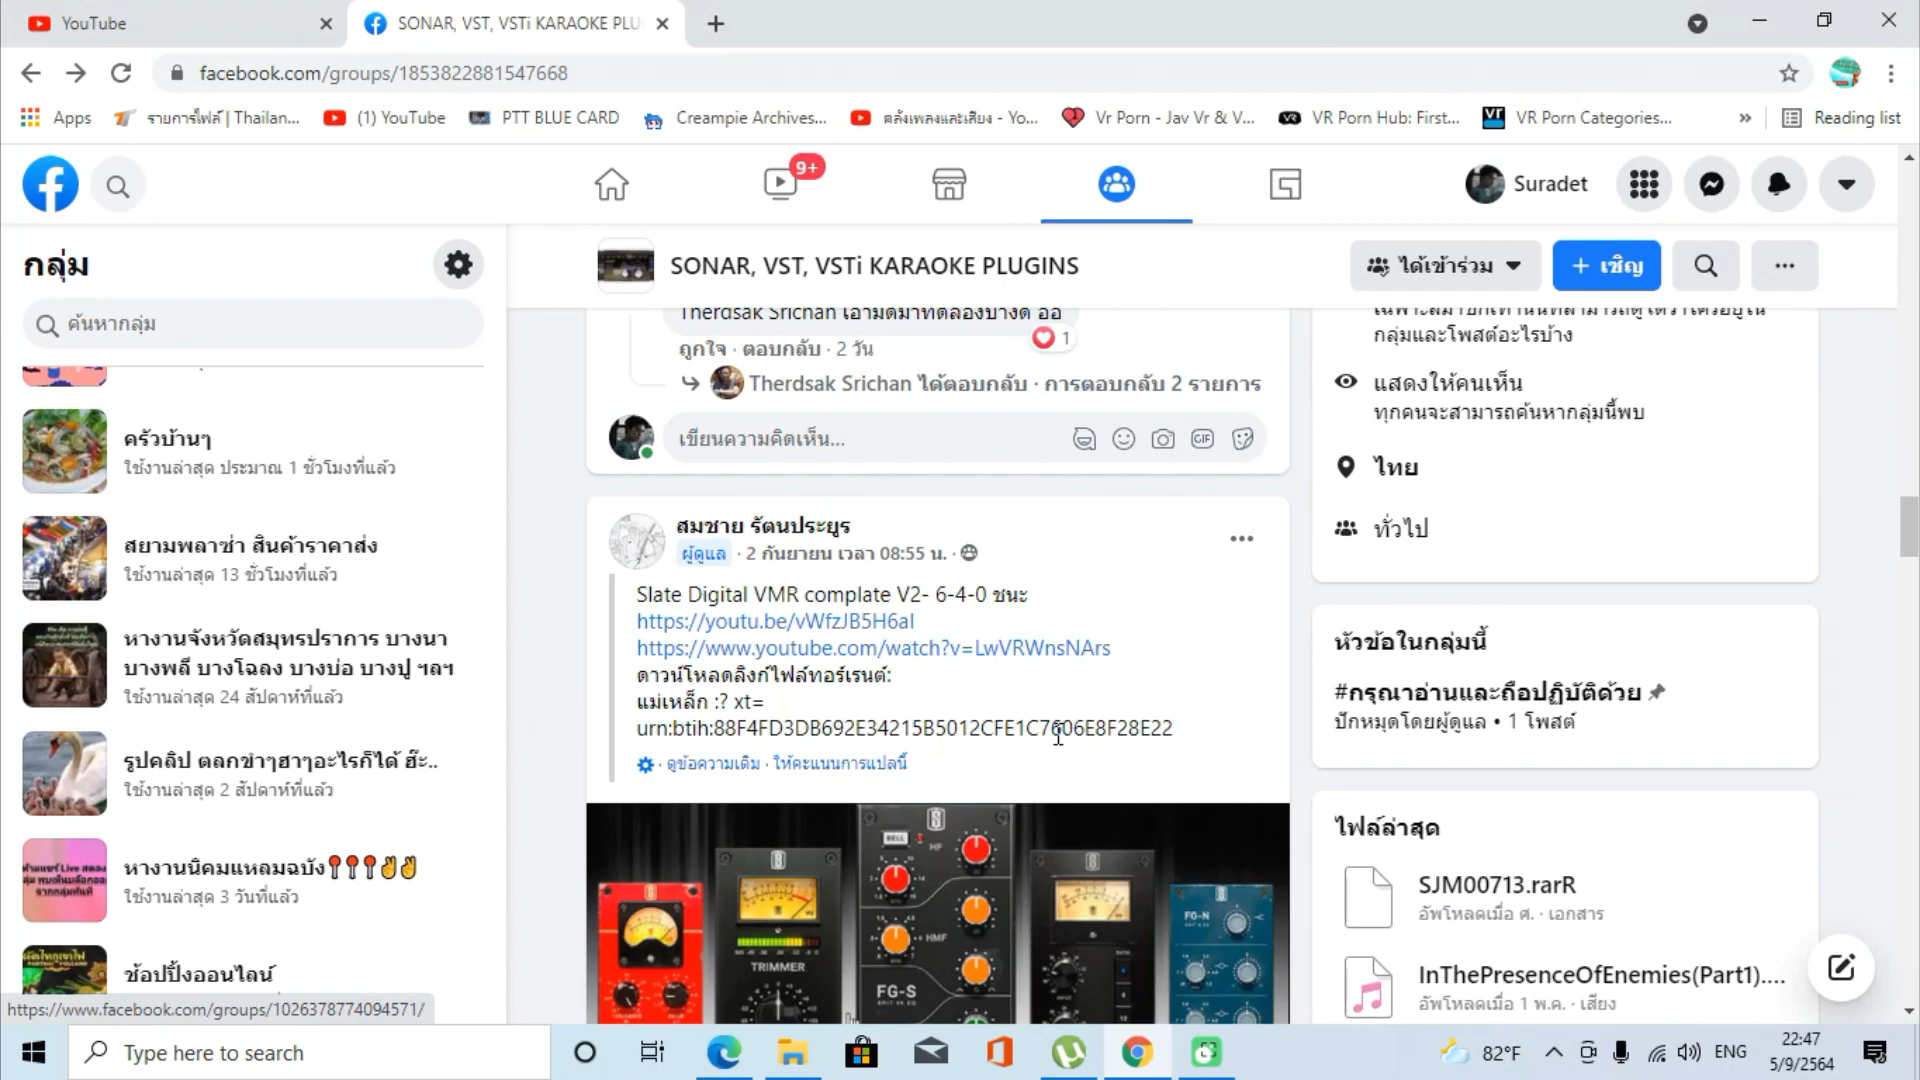 YouTube
SONAR, VST, VSTi KARAOKE PLU
facebook.com/groups/1853822881547668
Apps
รายการไฟล์ | Thailan...
(1) YouTube
PTT BLUE CARD
Creampie Archives...
ตลังเพลงและเสียง - Yo...
Vr Porn - Jav Vr & V...
VR Porn Hub: First...
VR Porn Categories...
»
Reading list
9+
Suradet
กลุ่ม
ค้นหากลุ่ม
ครัวบ้านๆ
ใช้งานล่าสุด ประมาณ 1 ชั่วโมงที่แล้ว
สยามพลาซ่า สินค้าราคาส่ง
ใช้งานล่าสุด 13 ชั่วโมงที่แล้ว
หางานจังหวัดสมุทรปราการ บางนา
บางพลี บางโฉลง บางบ่อ บางปู ฯลฯ
ใช้งานล่าสุด 24 สัปดาห์ที่แล้ว
รูปคลิป ตลกขำๆฮาๆอะไรก็ได้ ฮ๊ะ..
ใช้งานล่าสุด 2 สัปดาห์ที่แล้ว
หางานนิคมแหลมฉบัง📍📍📍✌✌
ใช้งานล่าสุด 3 วันที่แล้ว
ช้อปปิ้งออนไลน์
https://www.facebook.com/groups/1026378774094571/
SONAR, VST, VSTi KARAOKE PLUGINS
ได้เข้าร่วม
+ เชิญ
Therdsak Srichan
1
ถูกใจ · ตอบกลับ · 2 วัน
Therdsak Srichan ได้ตอบกลับ · การตอบกลับ 2 รายการ
เขียนความคิดเห็น...
GIF
สมชาย รัตนประยูร
ผู้ดูแล · 2 กันยายน เวลา 08:55 น. ·
Slate Digital VMR complate V2- 6-4-0 ชนะ
https://youtu.be/vWfzJB5H6aI
https://www.youtube.com/watch?v=LwVRWnsNArs
ดาวน์โหลดลิงก์ไฟล์ทอร์เรนต์:
แม่เหล็ก :? xt=
urn:btih:88F4FD3DB692E34215B5012CFE1C7606E8F28E22
· ดูข้อความเดิม · ให้คะแนนการแปลนี้
BELL
HF
HMF
TRIMMER
FG-S
FG-N
กลุ่มและโพสต์อะไรบ้าง
แสดงให้คนเห็น
ทุกคนจะสามารถค้นหากลุ่มนี้พบ
ไทย
ทั่วไป
หัวข้อในกลุ่มนี้
#กรุณาอ่านและถือปฏิบัติด้วย
ปักหมุดโดยผู้ดูแล • 1 โพสต์
ไฟล์ล่าสุด
SJM00713.rarR
อัพโหลดเมื่อ ศ. · เอกสาร
InThePresenceOfEnemies(Part1)....
อัพโหลดเมื่อ 1 พ.ค. · เสียง
Type here to search
82°F
ENG
22:47
5/9/2564